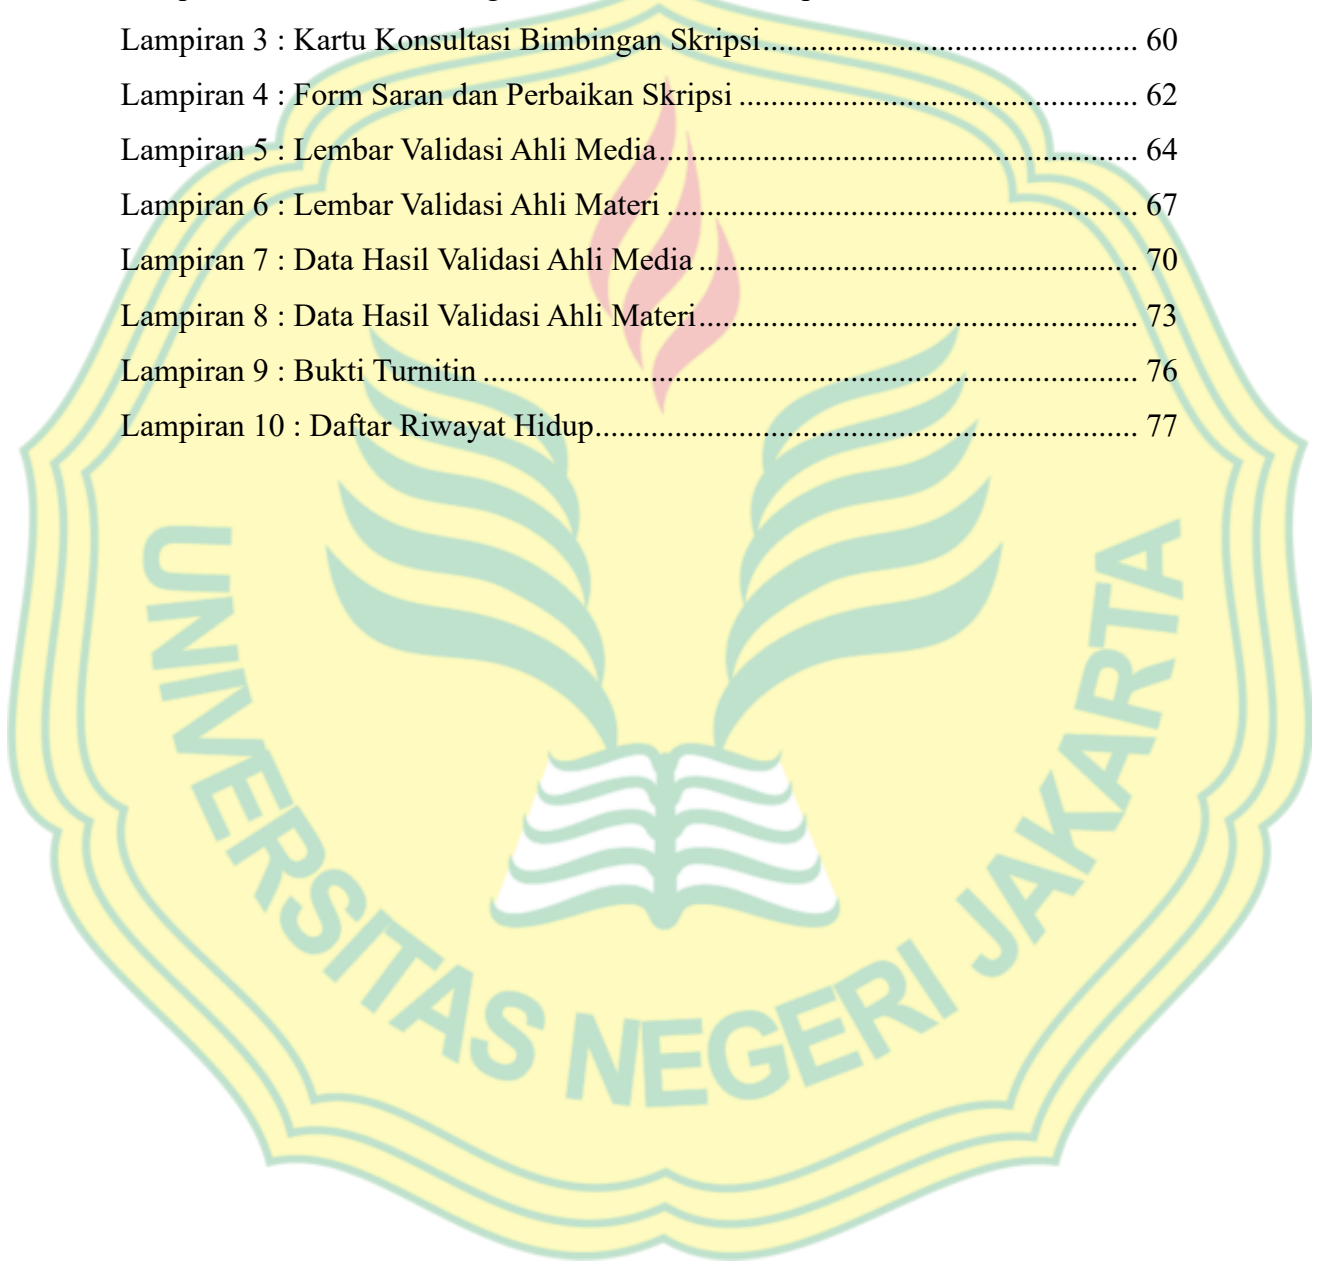 Lampiran 3 : Kartu Konsultasi Bimbingan Skripsi............................................... 60
Lampiran 4 : Form Saran dan Perbaikan Skripsi ................................................... 62
Lampiran 5 : Lembar Validasi Ahli Media............................................................ 64
Lampiran 6 : Lembar Validasi Ahli Materi ........................................................... 67
Lampiran 7 : Data Hasil Validasi Ahli Media ....................................................... 70
Lampiran 8 : Data Hasil Validasi Ahli Materi....................................................... 73
Lampiran 9 : Bukti Turnitin .................................................................................. 76
Lampiran 10 : Daftar Riwayat Hidup.................................................................... 77
UNIVERSITAS NEGERI JAKARTA